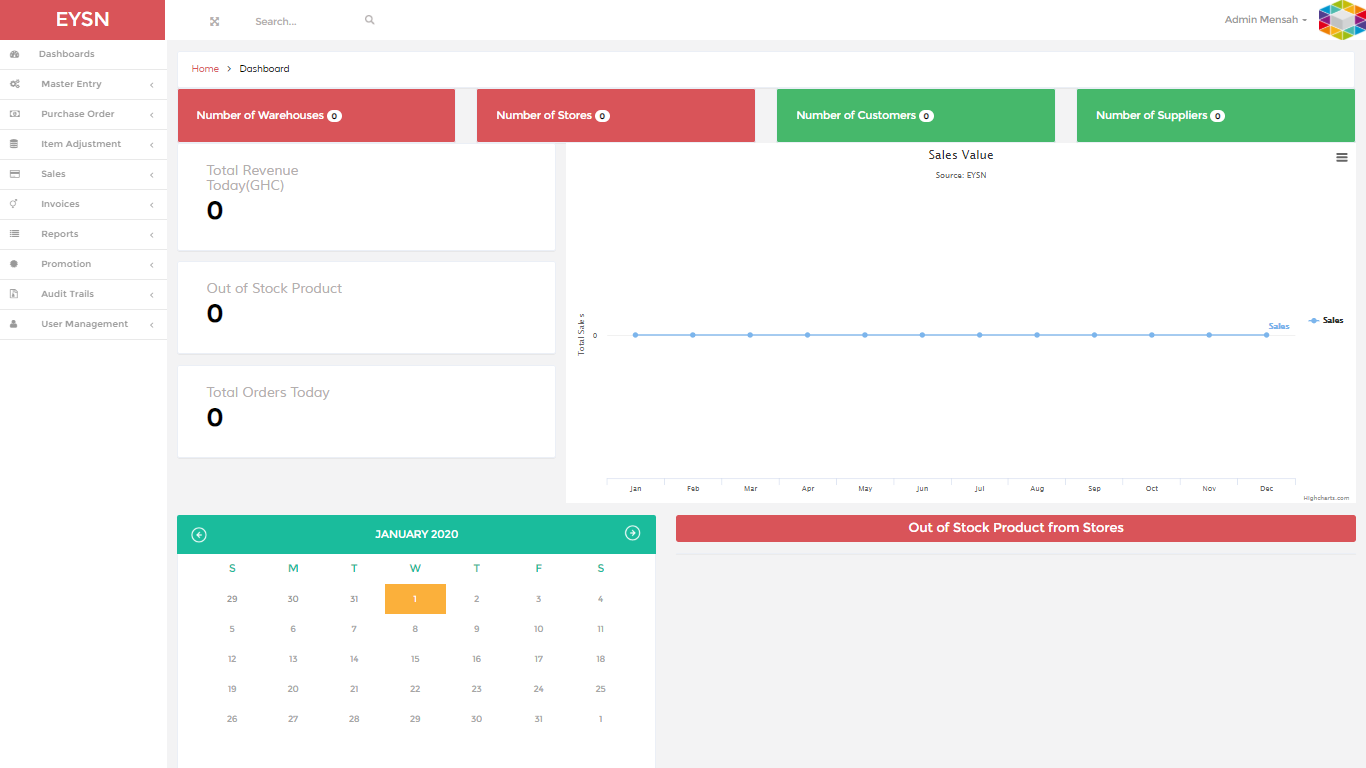 EYSN
Search...
Admin Mensah
Dashboards
Master Entry
Purchase Order
Item Adjustment
Sales
Invoices
Reports
Promotion
Audit Trails
User Management
Home > Dashboard
Number of Warehouses 0
Number of Stores 0
Number of Customers 0
Number of Suppliers 0
Total Revenue
Today(GHC)
0
Out of Stock Product
0
Total Orders Today
0
Sales Value
Source: EYSN
Total Sales
0
Sales
Sales
Jan Feb Mar Apr May Jun Jul Aug Sep Oct Nov Dec
Highcharts.com
JANUARY 2020
S M T W T F S
29 30 31 1 2 3 4
5 6 7 8 9 10 11
12 13 14 15 16 17 18
19 20 21 22 23 24 25
26 27 28 29 30 31 1
Out of Stock Product from Stores